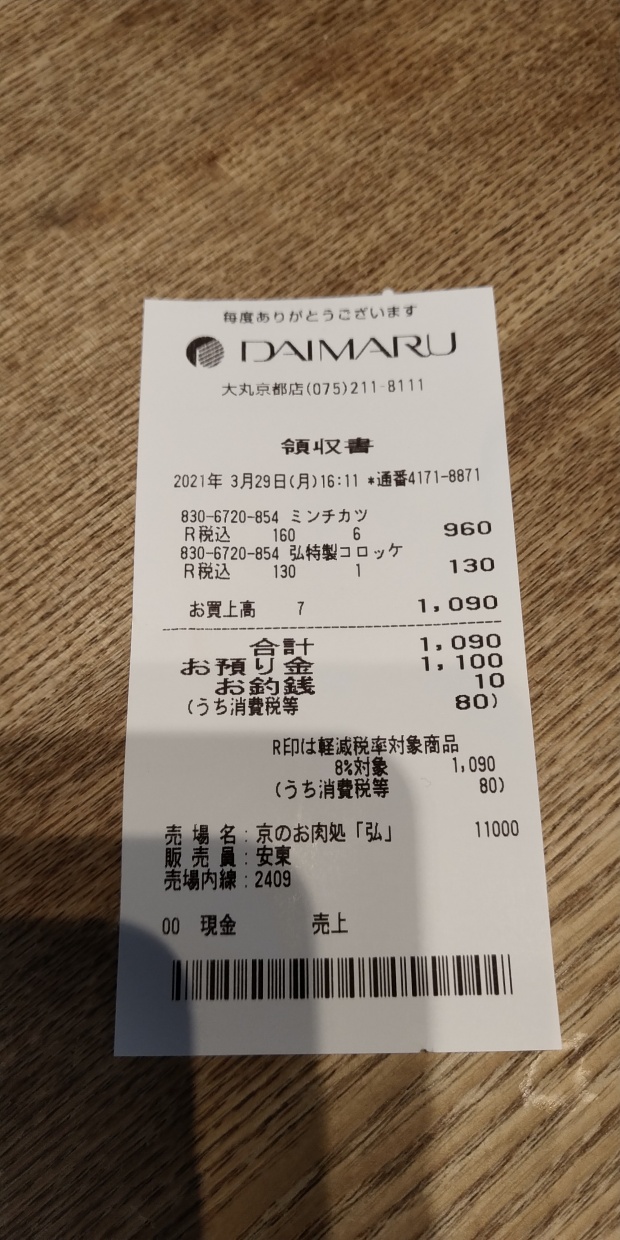 毎度ありがとうございます
DAIMARU
大丸京都店(075)211-8111
領収書
2021年 3月29日(月)16:11 *通番4171-8871
830-6720-854 ミンチカツ
R税込 160 6 960
830-6720-854 弘特製コロッケ
R税込 130 1 130
お買上高 7 1,090
合計 1,090
お預り金 1,100
お釣銭 10
(うち消費税等 80)
R印は軽減税率対象商品
8%対象 1,090
(うち消費税等 80)
売場名:京のお肉処「弘」 11000
販売員:安東
売場内線:2409
00 現金 売上